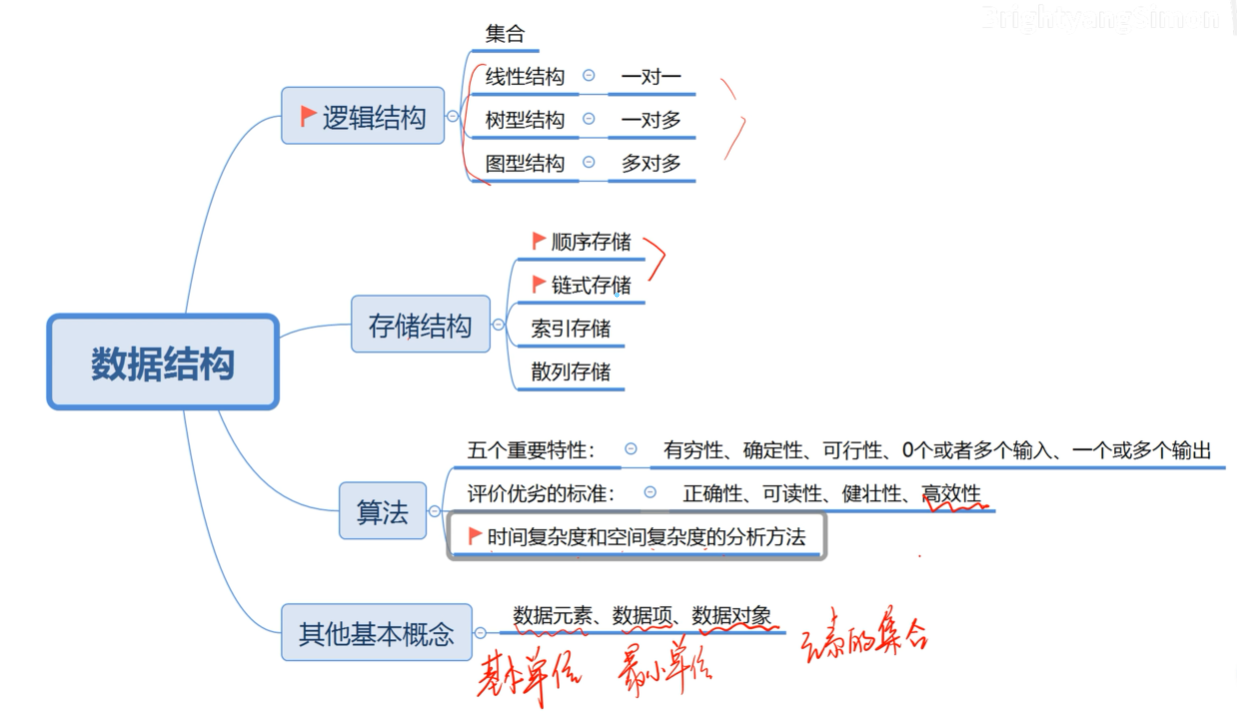 BrightwangSimon
集合
线性结构 一对一
树型结构 一对多
逻辑结构
图型结构 多对多
顺序存储
链式存储
存储结构
索引存储
散列存储
数据结构
五个重要特性： 有穷性、确定性、可行性、0个或者多个输入、一个或多个输出
评价优劣的标准： 正确性、可读性、健壮性、高效性
算法
时间复杂度和空间复杂度的分析方法
数据元素、数据项、数据对象
其他基本概念
基本单位 最小单位 元素的集合